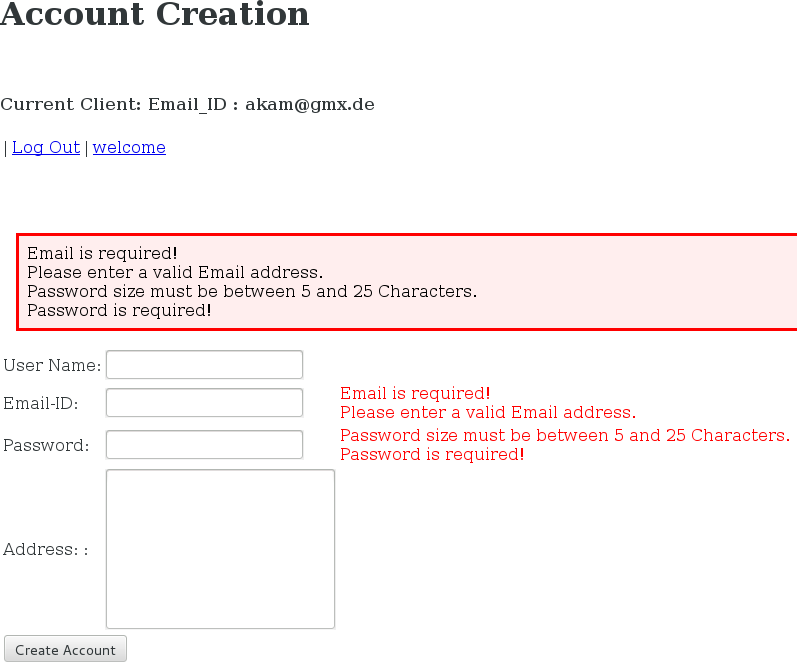 Account Creation
Current Client: Email_ID : akam@gmx.de
| Log Out | welcome
Email is required!
Please enter a valid Email address.
Password size must be between 5 and 25 Characters.
Password is required!
User Name:
Email-ID:
Email is required!
Please enter a valid Email address.
Password:
Password size must be between 5 and 25 Characters.
Password is required!
Address: :
Create Account